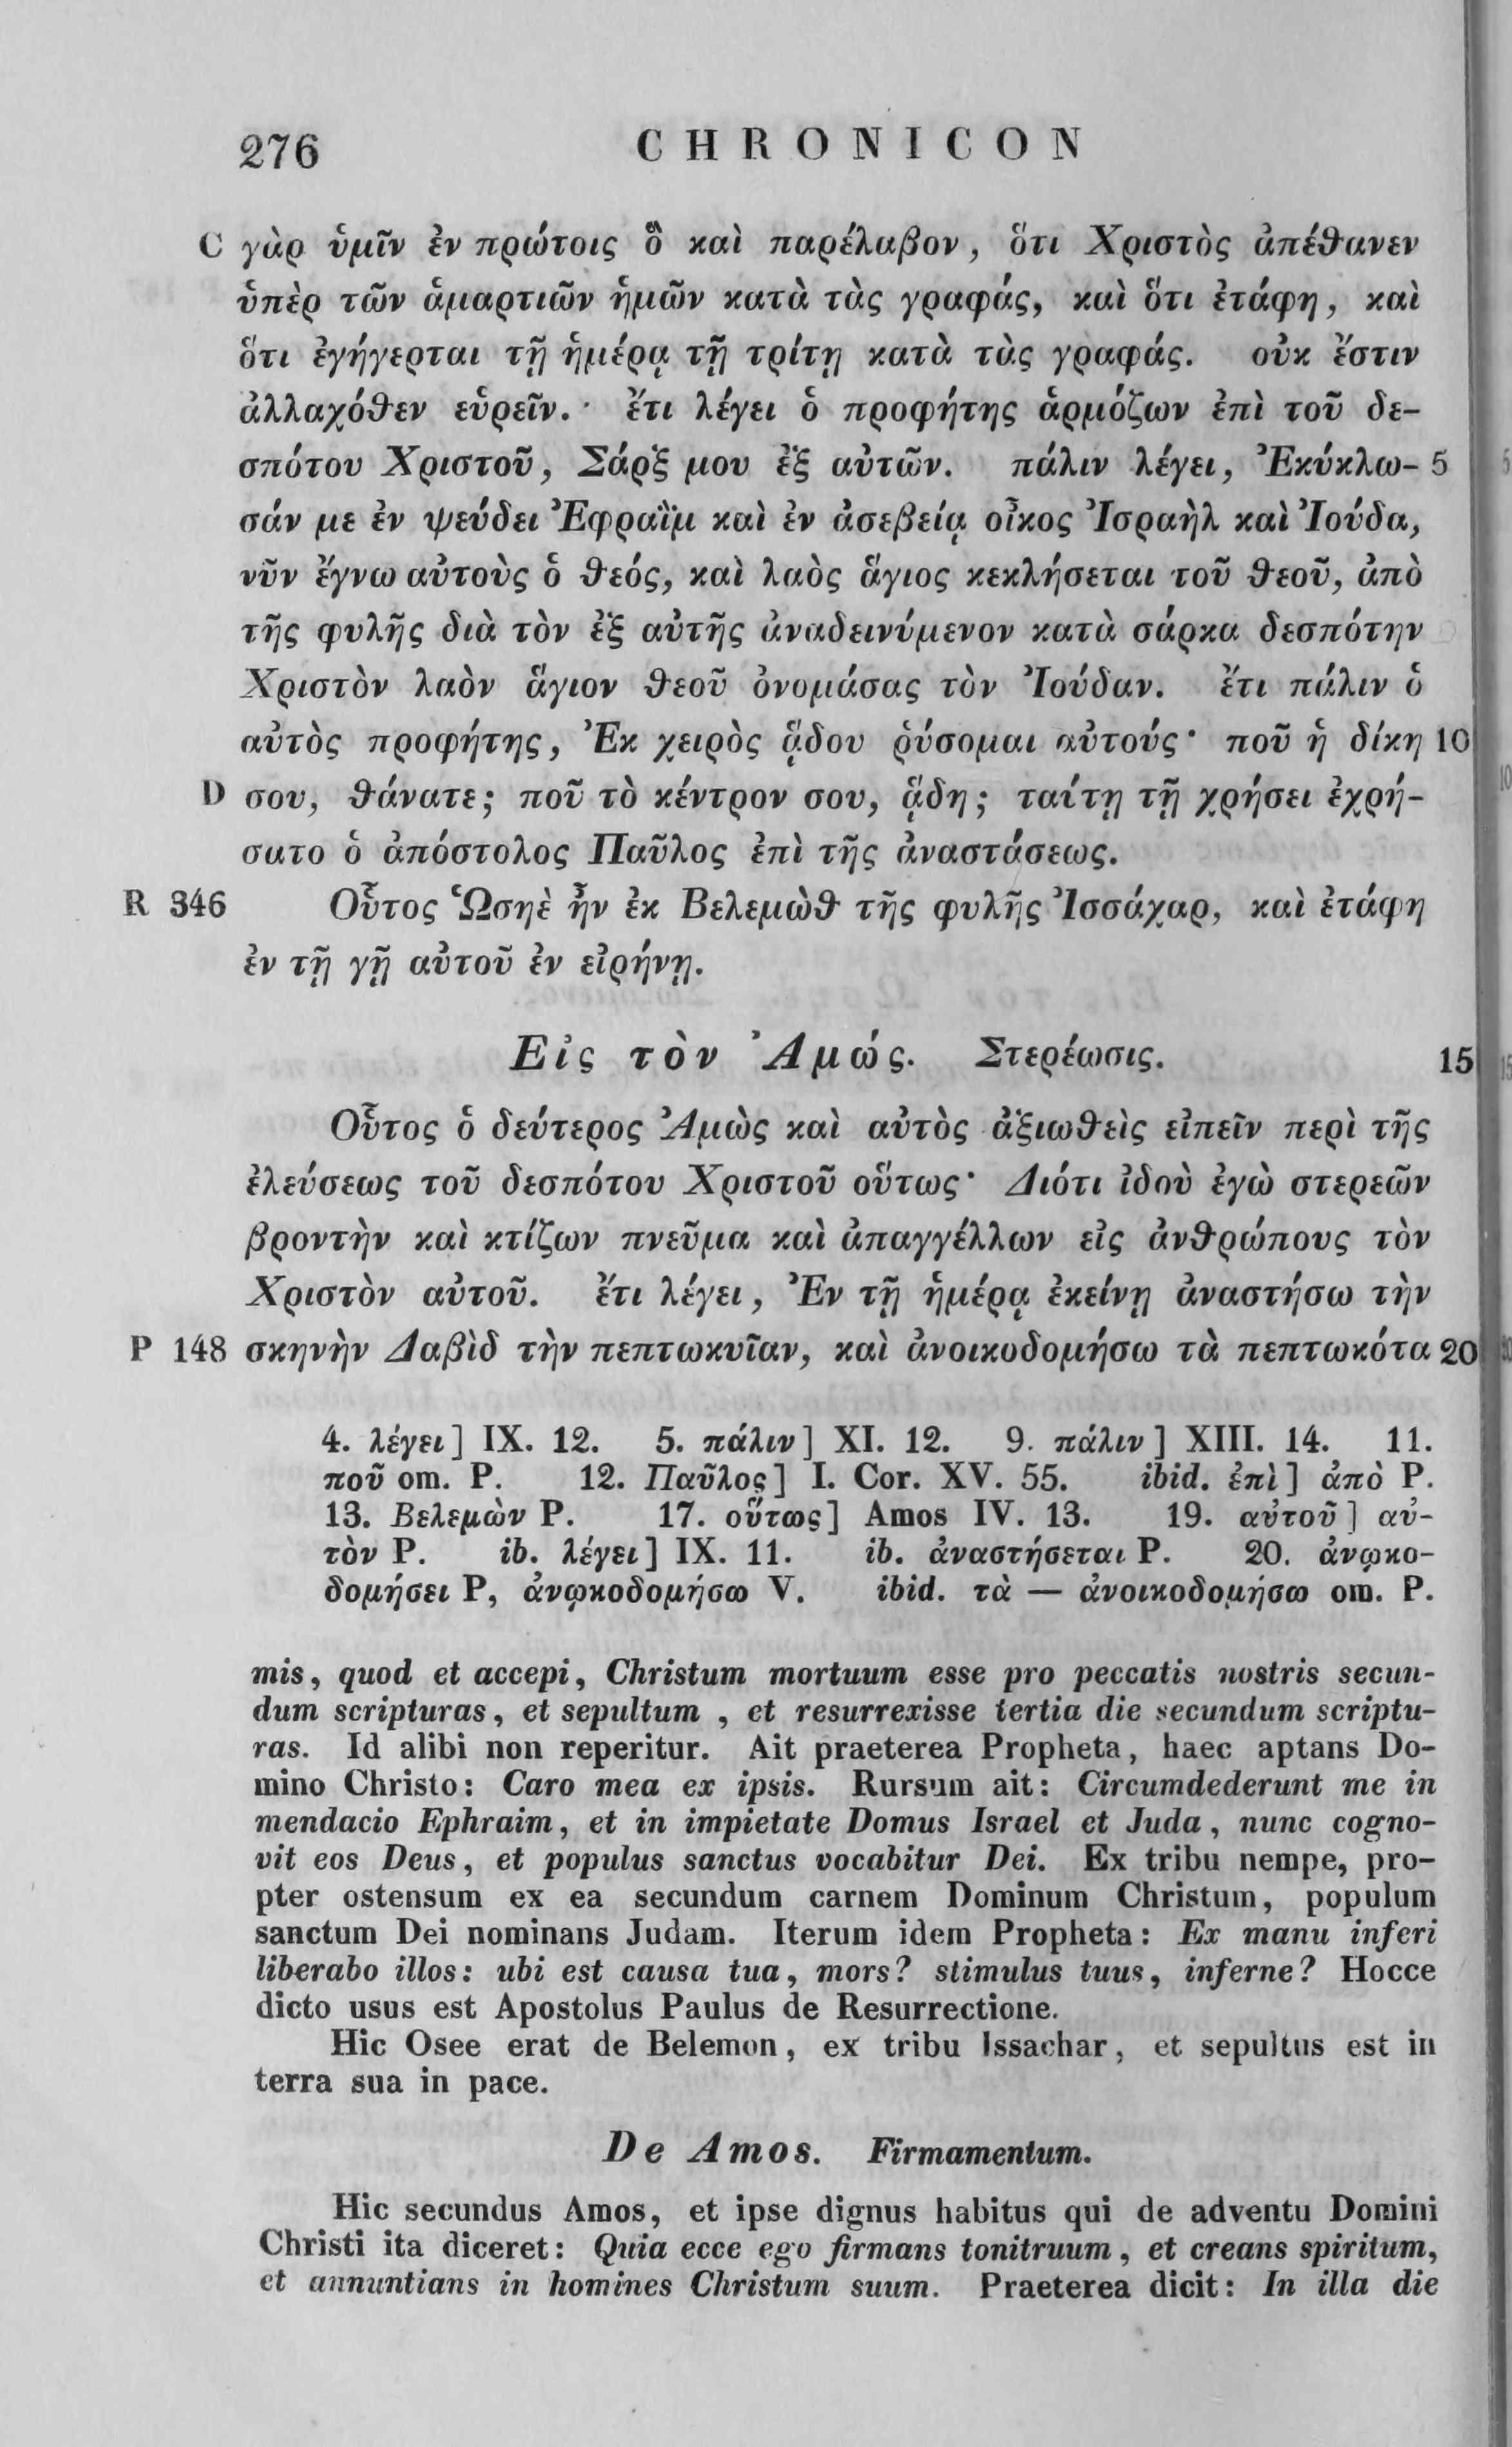 276 CHRONICON
C γὰρ ὑμῖν ἐν πρώτοις ὃ καὶ παρέλαβον, ὅτι Χριστὸς ἀπέθανεν
ὑπὲρ τῶν ἁμαρτιῶν ἡμῶν κατὰ τὰς γραφάς, καὶ ὅτι ἐτάφη, καὶ
ὅτι ἐγήγερται τῇ ἡμέρᾳ τῇ τρίτῃ κατὰ τὰς γραφάς. οὐκ ἔστιν
ἀλλαχόθεν εὑρεῖν. ἔτι λέγει ὁ προφήτης ἁρμόζων ἐπὶ τοῦ δε-
σπότου Χριστοῦ, Σάρξ μου ἐξ αὐτῶν. πάλιν λέγει, Ἐκύκλω- 5
σάν με ἐν ψεύδει Ἐφραῒμ καὶ ἐν ἀσεβείᾳ οἶκος Ἰσραὴλ καὶ Ἰούδα,
νῦν ἔγνω αὐτοὺς ὁ θεός, καὶ λαὸς ἅγιος κεκλήσεται τοῦ θεοῦ, ἀπὸ
τῆς φυλῆς διὰ τὸν ἐξ αὐτῆς ἀναδεινύμενον κατὰ σάρκα δεσπότην
Χριστὸν λαὸν ἅγιον θεοῦ ὀνομάσας τὸν Ἰούδαν. ἔτι πάλιν ὁ
αὐτὸς προφήτης, Ἐκ χειρὸς ᾅδου ῥύσομαι αὐτούς· ποῦ ἡ δίκη 10
D σου, θάνατε; ποῦ τὸ κέντρον σου, ᾅδη; ταύτῃ τῇ χρήσει ἐχρή-
σατο ὁ ἀπόστολος Παῦλος ἐπὶ τῆς ἀναστάσεως.
R 346 Οὗτος Ὡσηὲ ἦν ἐκ Βελεμὼθ τῆς φυλῆς Ἰσσάχαρ, καὶ ἐτάφη
ἐν τῇ γῇ αὐτοῦ ἐν εἰρήνῃ.
Εἰς τὸν Ἀμώς. Στερέωσις. 15
Οὗτος ὁ δεύτερος Ἀμὼς καὶ αὐτὸς ἀξιωθεὶς εἰπεῖν περὶ τῆς
ἐλεύσεως τοῦ δεσπότου Χριστοῦ οὕτως· Διότι ἰδοὺ ἐγὼ στερεῶν
βροντὴν καὶ κτίζων πνεῦμα καὶ ἀπαγγέλλων εἰς ἀνθρώπους τὸν
Χριστὸν αὐτοῦ. ἔτι λέγει, Ἐν τῇ ἡμέρᾳ ἐκείνῃ ἀναστήσω τὴν
P 148 σκηνὴν Δαβὶδ τὴν πεπτωκυῖαν, καὶ ἀνοικοδομήσω τὰ πεπτωκότα 20
4. λέγει] IX. 12. 5. πάλιν] XI. 12. 9. πάλιν] XIII. 14. 11.
ποῦ om. P. 12. Παῦλος] I. Cor. XV. 55. ibid. ἐπὶ] ἀπὸ P.
13. Βελεμὼν P. 17. οὕτως] Amos IV. 13. 19. αὐτοῦ] αὐ-
τὸν P. ib. λέγει] IX. 11. ib. ἀναστήσεται P. 20. ἀνῳκο-
δομήσει P, ἀνῳκοδομήσω V. ibid. τὰ — ἀνοικοδομήσω om. P.
mis, quod et accepi, Christum mortuum esse pro peccatis nostris secun-
dum scripturas, et sepultum, et resurrexisse tertia die secundum scriptu-
ras. Id alibi non reperitur. Ait praeterea Propheta, haec aptans Do-
mino Christo: Caro mea ex ipsis. Rursum ait: Circumdederunt me in
mendacio Ephraim, et in impietate Domus Israel et Juda, nunc cogno-
vit eos Deus, et populus sanctus vocabitur Dei. Ex tribu nempe, pro-
pter ostensum ex ea secundum carnem Dominum Christum, populum
sanctum Dei nominans Judam. Iterum idem Propheta: Ex manu inferi
liberabo illos: ubi est causa tua, mors? stimulus tuus, inferne? Hocce
dicto usus est Apostolus Paulus de Resurrectione.
Hic Osee erat de Belemon, ex tribu Issachar, et sepultus est in
terra sua in pace.
De Amos. Firmamentum.
Hic secundus Amos, et ipse dignus habitus qui de adventu Domini
Christi ita diceret: Quia ecce ego firmans tonitruum, et creans spiritum,
et annuntians in homines Christum suum. Praeterea dicit: In illa die